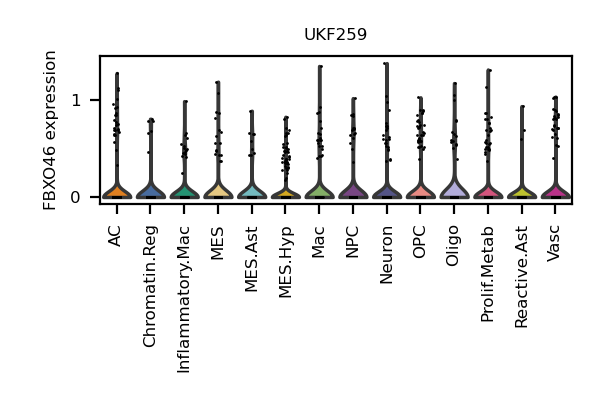 UKF259
FBXO46 expression
1
0
AC
Chromatin.Reg
Inflammatory.Mac
MES
MES.Ast
MES.Hyp
Mac
NPC
Neuron
OPC
Oligo
Prolif.Metab
Reactive.Ast
Vasc